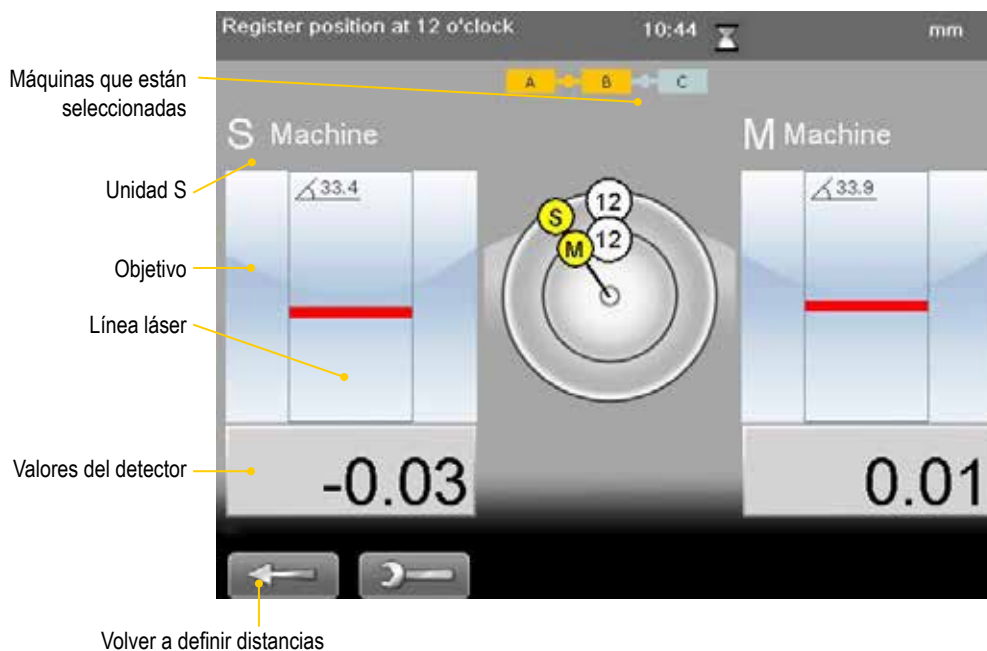 Register position at 12 o'clock 10:44 mm
Máquinas que están
seleccionadas
A B C
S Machine
M Machine
Unidad S
33.4
33.9
12
S
12
M
Objetivo
Línea láser
Valores del detector
-0.03
0.01
Volver a definir distancias